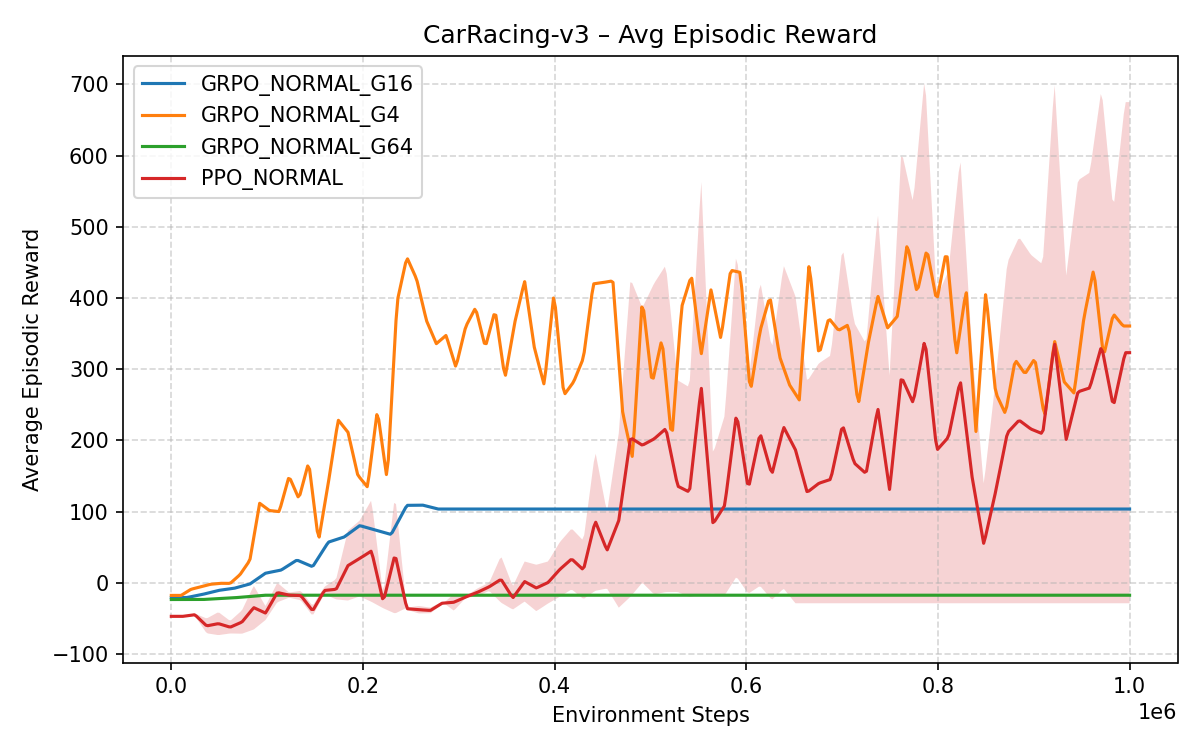 CarRacing-v3 – Avg Episodic Reward
GRPO_NORMAL_G16
GRPO_NORMAL_G4
GRPO_NORMAL_G64
PPO_NORMAL
Average Episodic Reward
700
600
500
400
300
200
100
0
−100
0.0 0.2 0.4 0.6 0.8 1.0
1e6
Environment Steps